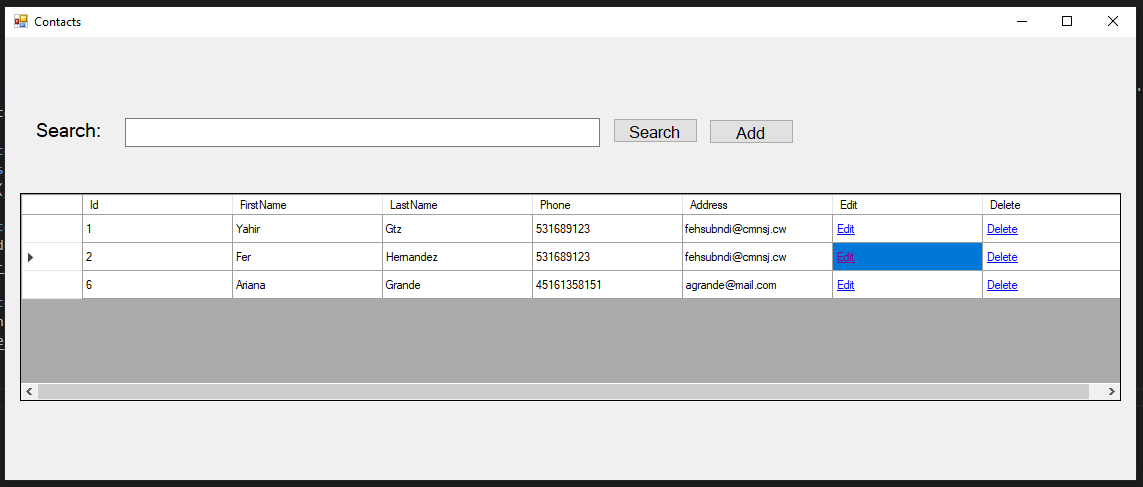 Contacts
Search: Search Add
Id FirstName LastName Phone Address Edit Delete
1 Yahir Gtz 531689123 fehsubndi@cmnsj.cw Edit Delete
2 Fer Hernandez 531689123 fehsubndi@cmnsj.cw Edit Delete
6 Ariana Grande 45161358151 agrande@mail.com Edit Delete